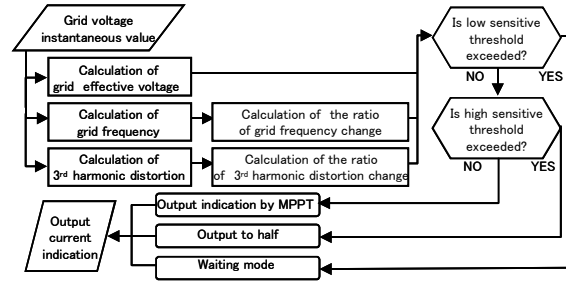 Grid voltage
instantaneous value
Calculation of
grid effective voltage
Calculation of
grid frequency
Calculation of the ratio
of grid frequency change
Calculation of
3rd harmonic distortion
Calculation of the ratio
of 3rd harmonic distortion change
Is low sensitive
threshold
exceeded?
NO YES
Is high sensitive
threshold
exceeded?
NO YES
Output indication by MPPT
Output to half
Waiting mode
Output
current
indication